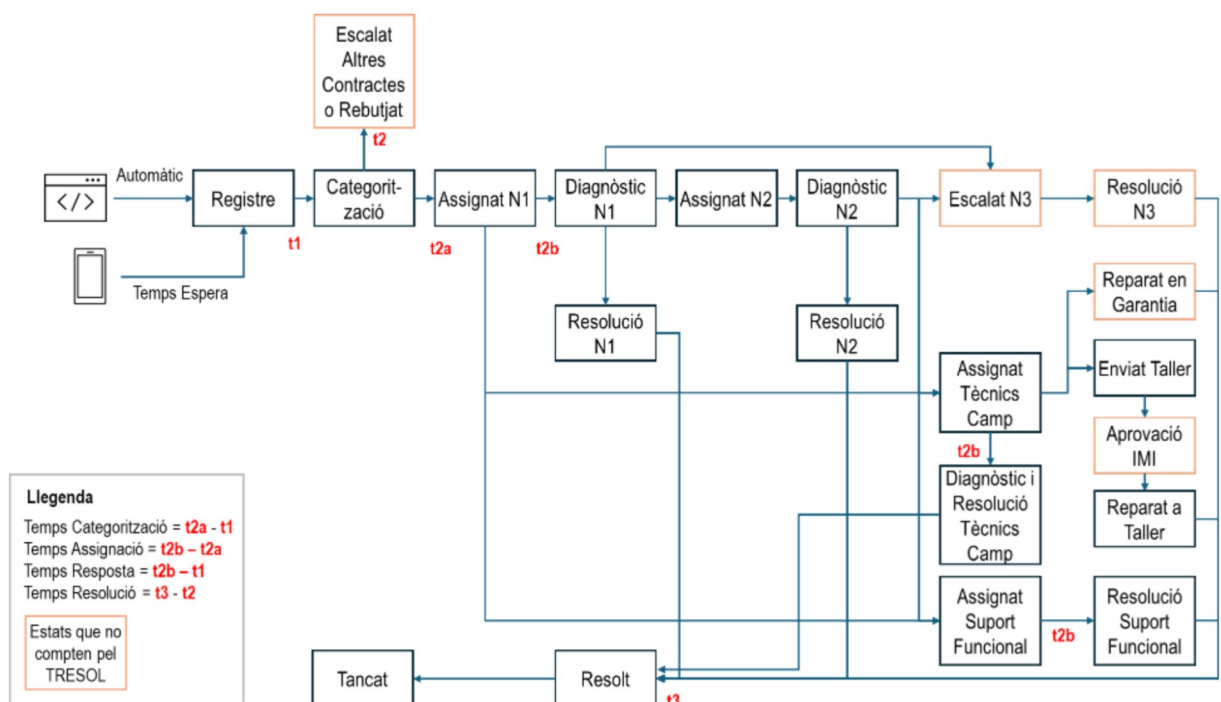 Escalat
Altres
Contractes
o Rebutjat
t2
</>
Automàtic
Registre
t1
Categorit-
zació
t2a
Assignat N1
t2b
Diagnòstic
N1
Assignat N2
Diagnòstic
N2
Escalat N3
Resolució
N3
Temps Espera
Resolució
N1
Resolució
N2
Reparat en
Garantia
Assignat
Tècnics
Camp
Enviat Taller
t2b
Aprovació
IMI
Diagnòstic i
Resolució
Tècnics
Camp
Reparat a
Taller
Assignat
Suport
Funcional
t2b
Resolució
Suport
Funcional
Llegenda
Temps Categorització = t2a - t1
Temps Assignació = t2b – t2a
Temps Resposta = t2b – t1
Temps Resolució = t3 - t2
Estats que no
compten pel
TRESOL
Tancat
Resolt
t3